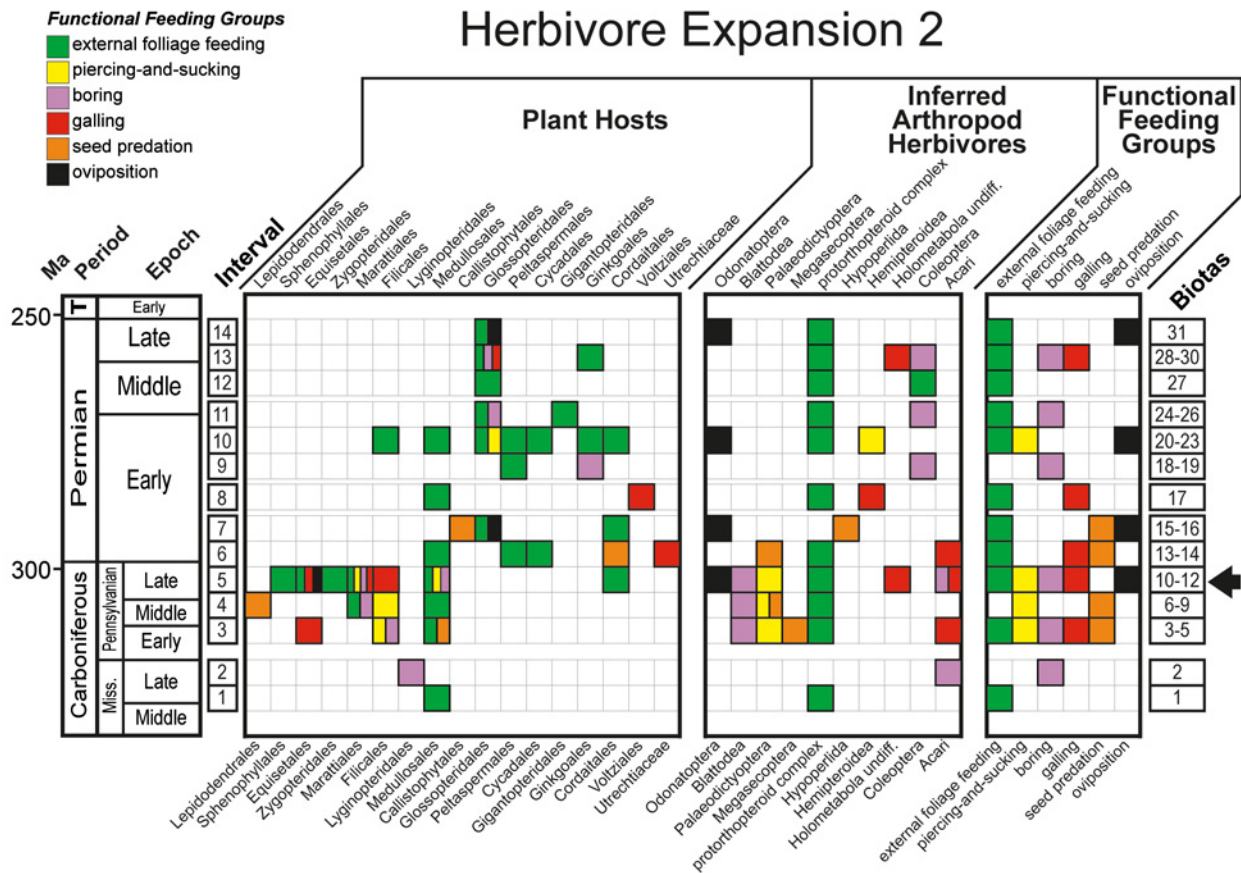 Functional Feeding Groups
external folliage feeding
piercing-and-sucking
boring
galling
seed predation
oviposition
Herbivore Expansion 2
Plant Hosts
Inferred
Arthropod
Herbivores
Functional
Feeding
Groups
Ma
Period
Epoch
Interval
Lepidodendrales
Sphenophyllales
Equisetales
Zygopteridales
Marattiales
Filicales
Lyginopteridales
Medullosales
Callistophytales
Glossopteridales
Peltaspermales
Cycadales
Gigantopteridales
Ginkgoales
Cordaitales
Voltziales
Utrechtiaceae
Odonatoptera
Blattodea
Palaeodictyoptera
Megasecoptera
protorthopteroid complex
Hypoperlida
Hemipteroidea
Holometabola undiff.
Coleoptera
Acari
external foliage feeding
piercing-and-sucking
boring
galling
seed predation
oviposition
Biotas
250
T
Early
Permian
Late
14
31
13
28-30
Middle
12
27
11
24-26
Early
10
20-23
9
18-19
8
17
7
15-16
6
13-14
300
Carboniferous
Pennsylvanian
Late
5
10-12
Middle
4
6-9
Early
3
3-5
Miss.
Late
2
2
1
1
Middle
Lepidodendrales
Sphenophyllales
Equisetales
Zygopteridales
Marattiales
Filicales
Lyginopteridales
Medullosales
Callistophytales
Glossopteridales
Peltaspermales
Cycadales
Gigantopteridales
Ginkgoales
Cordaitales
Voltziales
Utrechtiaceae
Odonatoptera
Blattodea
Palaeodictyoptera
Megasecoptera
protorthopteroid complex
Hypoperlida
Hemipteroidea
Holometabola undiff.
Coleoptera
Acari
external foliage feeding
piercing-and-sucking
boring
galling
seed predation
oviposition